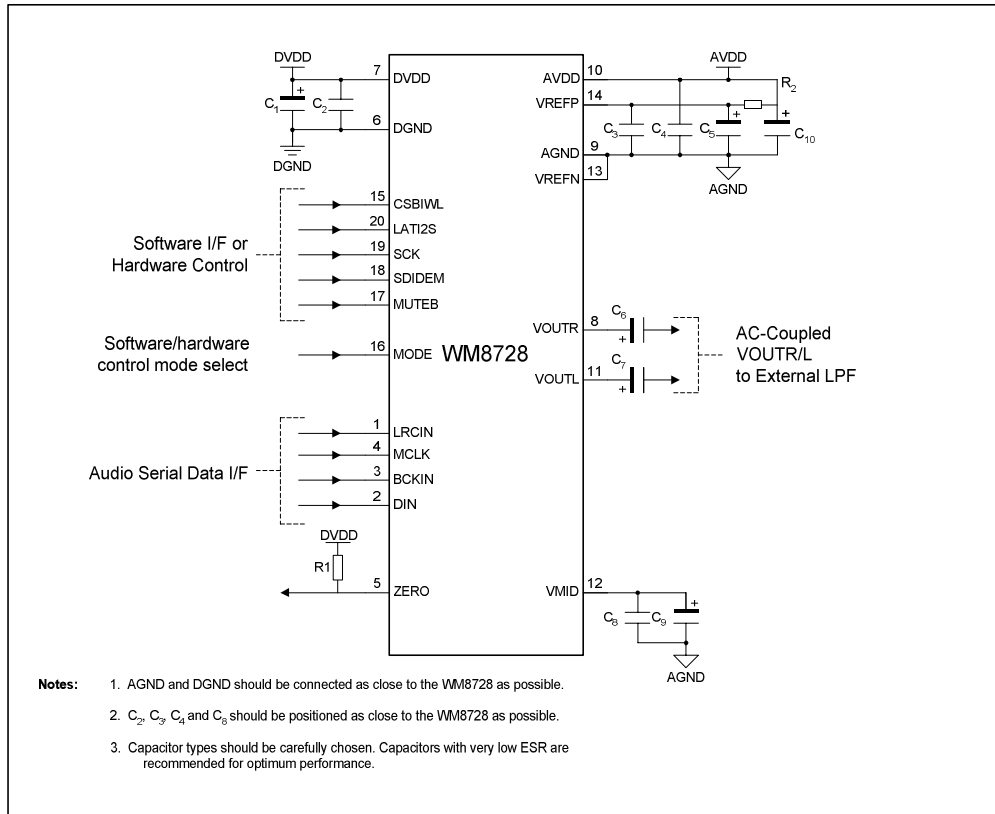 DVDD
7 DVDD
C1 + C2
6 DGND
DGND
AVDD
AVDD 10
R2
VREFP 14
C3 C4 C5 + + C10
AGND 9
VREFN 13
AGND
Software I/F or
Hardware Control
15 CSBIWL
20 LATI2S
19 SCK
18 SDIDEM
17 MUTEB
Software/hardware
control mode select
16 MODE
WM8728
VOUTR 8
C6
+
VOUTL 11
C7
+
AC-Coupled
VOUTR/L
to External LPF
Audio Serial Data I/F
1 LRCIN
4 MCLK
3 BCKIN
2 DIN
DVDD
R1
5 ZERO
VMID 12
C8 C9 +
AGND
Notes: 1. AGND and DGND should be connected as close to the WM8728 as possible.
2. C2, C3, C4 and C8 should be positioned as close to the WM8728 as possible.
3. Capacitor types should be carefully chosen. Capacitors with very low ESR are
recommended for optimum performance.